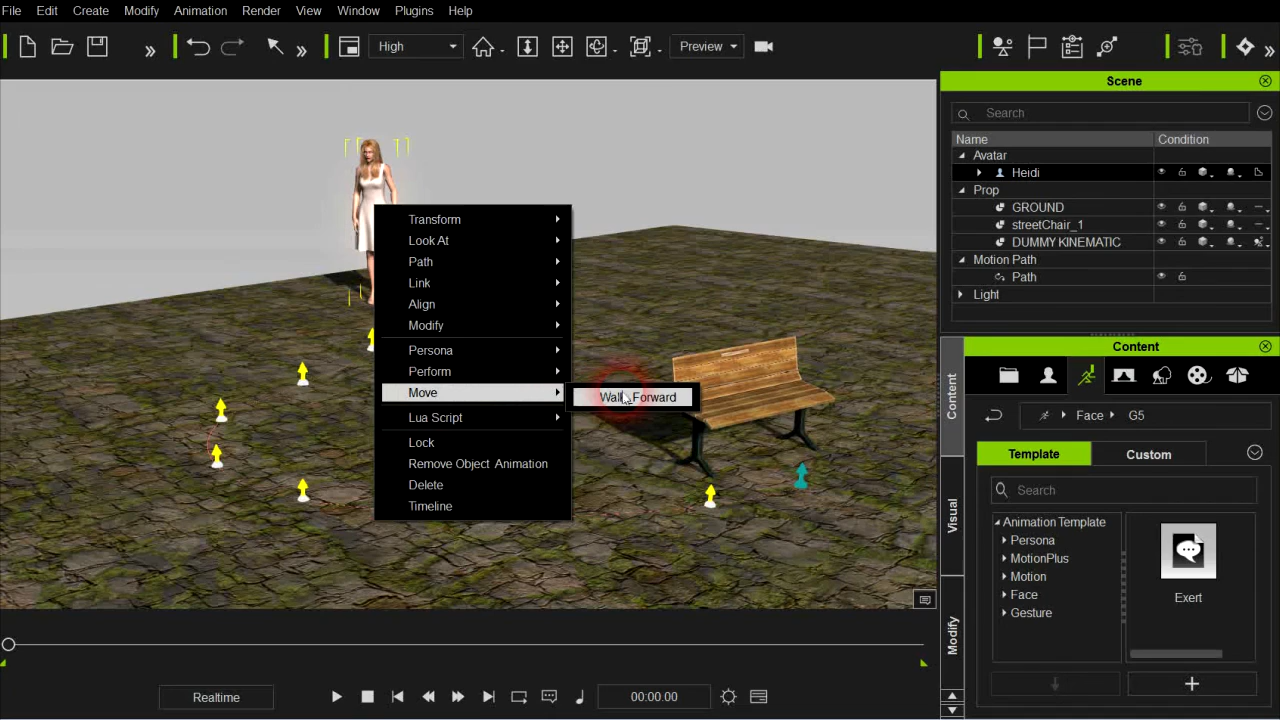 File Edit Create Modify Animation Render View Window Plugins Help
High Preview
Scene
Search
Name Condition
Avatar
Heidi
Prop
GROUND
streetChair_1
DUMMY KINEMATIC
Motion Path
Path
Light
Transform
Look At
Path
Link
Align
Modify
Persona
Perform
Move
Walk_Forward
Lua Script
Lock
Remove Object Animation
Delete
Timeline
Content
Content
Visual
Modify
Face G5
Template Custom
Search
Animation Template
Persona
MotionPlus
Motion
Face
Gesture
Exert
Realtime
00:00.00